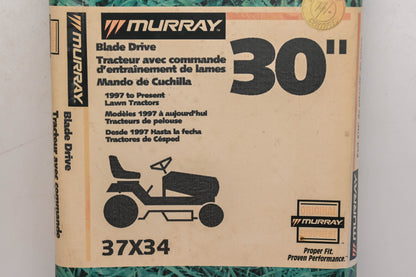 MURRAY
Blade Drive
Tracteur avec commande
d'entraînement de lames
Mando de Cuchilla
30"
1997 to Present
Lawn Tractors
Modèles 1997 à aujourd'hui
Tracteurs de pelouse
Desde 1997 Hasta la fecha
Tractores de Césped
37X34
MURRAY
Proper Fit.
Proven Performance.™
MURRAY
Blade Drive
Tracteur avec commande